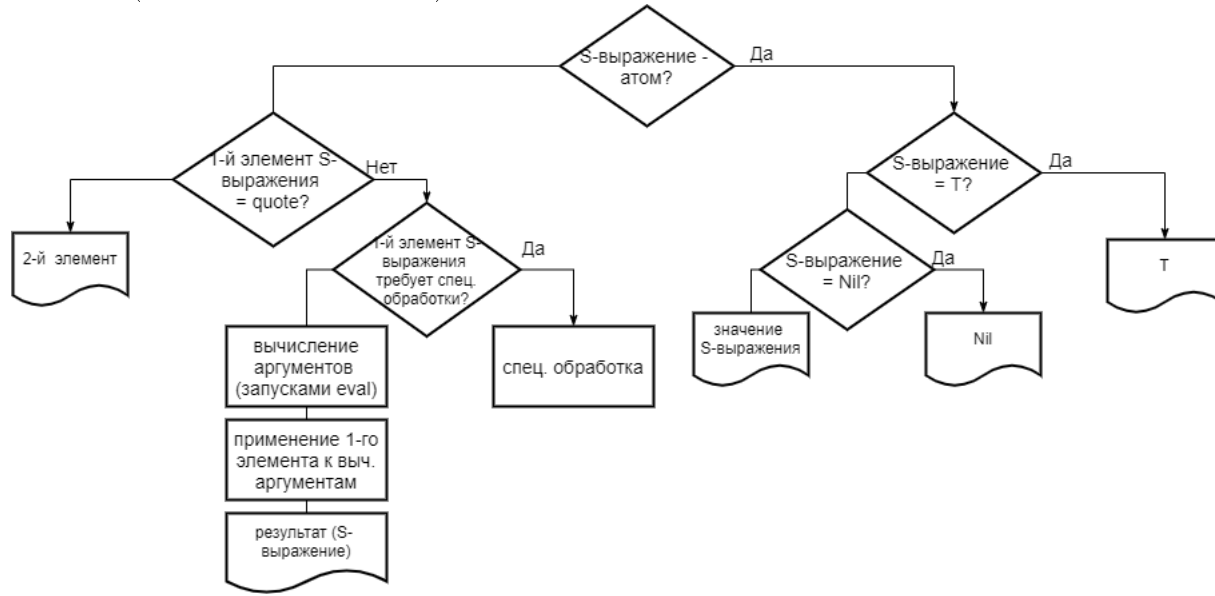 S-выражение -
атом?
Да
1-й элемент S-
выражения
= quote?
Нет
S-выражение
= T?
Да
2-й элемент
1-й элемент S-
выражения
требует спец.
обработки?
Да
S-выражение
= Nil?
Да
T
вычисление
аргументов
(запусками eval)
спец. обработка
значение
S-выражения
Nil
применение 1-го
элемента к выч.
аргументам
результат (S-
выражение)